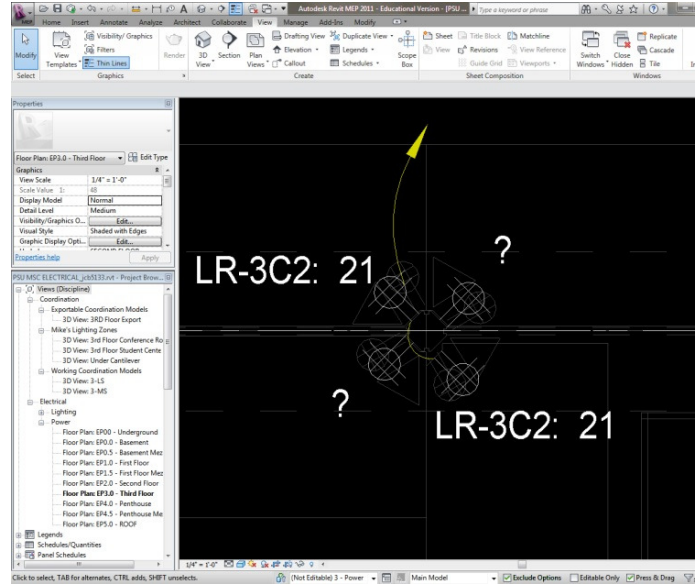 Autodesk Revit MEP 2011 - Educational Version - [PSU ...
Type a keyword or phrase
MEP Home Insert Annotate Analyze Architect Collaborate View Manage Add-Ins Modify
Modify
View Templates
Visibility/ Graphics
Filters
Thin Lines
Render
3D View
Section
Plan Views
Drafting View
Elevation
Callout
Duplicate View
Legends
Schedules
Scope Box
Sheet
View
Title Block
Revisions
Guide Grid
Matchline
View Reference
Viewports
Switch Windows
Close Hidden
Replicate
Cascade
Tile
Select Graphics Create Sheet Composition Windows
Properties
Floor Plan: EP3.0 - Third Floor
Edit Type
Graphics
View Scale 1/4" = 1'-0"
Scale Value 1: 48
Display Model Normal
Detail Level Medium
Visibility/Graphics O... Edit...
Visual Style Shaded with Edges
Graphic Display Opti... Edit...
Properties help Apply
PSU MSC ELECTRICAL_jcb5133.rvt - Project Brow...
Views (Discipline)
Coordination
Exportable Coordination Models
3D View: 3RD Floor Export
Mike's Lighting Zones
3D View: 3rd Floor Conference Ro
3D View: 3rd Floor Student Cente
3D View: Under Cantilever
Working Coordination Models
3D View: 3-LS
3D View: 3-MS
Electrical
Lighting
Power
Floor Plan: EP00 - Underground
Floor Plan: EP0.0 - Basement
Floor Plan: EP0.5 - Basement Mez
Floor Plan: EP1.0 - First Floor
Floor Plan: EP1.5 - First Floor Mez
Floor Plan: EP2.0 - Second Floor
Floor Plan: EP3.0 - Third Floor
Floor Plan: EP4.0 - Penthouse
Floor Plan: EP4.5 - Penthouse Me
Floor Plan: EP5.0 - ROOF
Legends
Schedules/Quantities
Panel Schedules
?
LR-3C2: 21
?
LR-3C2: 21
1/4" = 1'-0"
Click to select, TAB for alternates, CTRL adds, SHIFT unselects.
(Not Editable) 3 - Power
Main Model
Exclude Options
Editable Only
Press & Drag